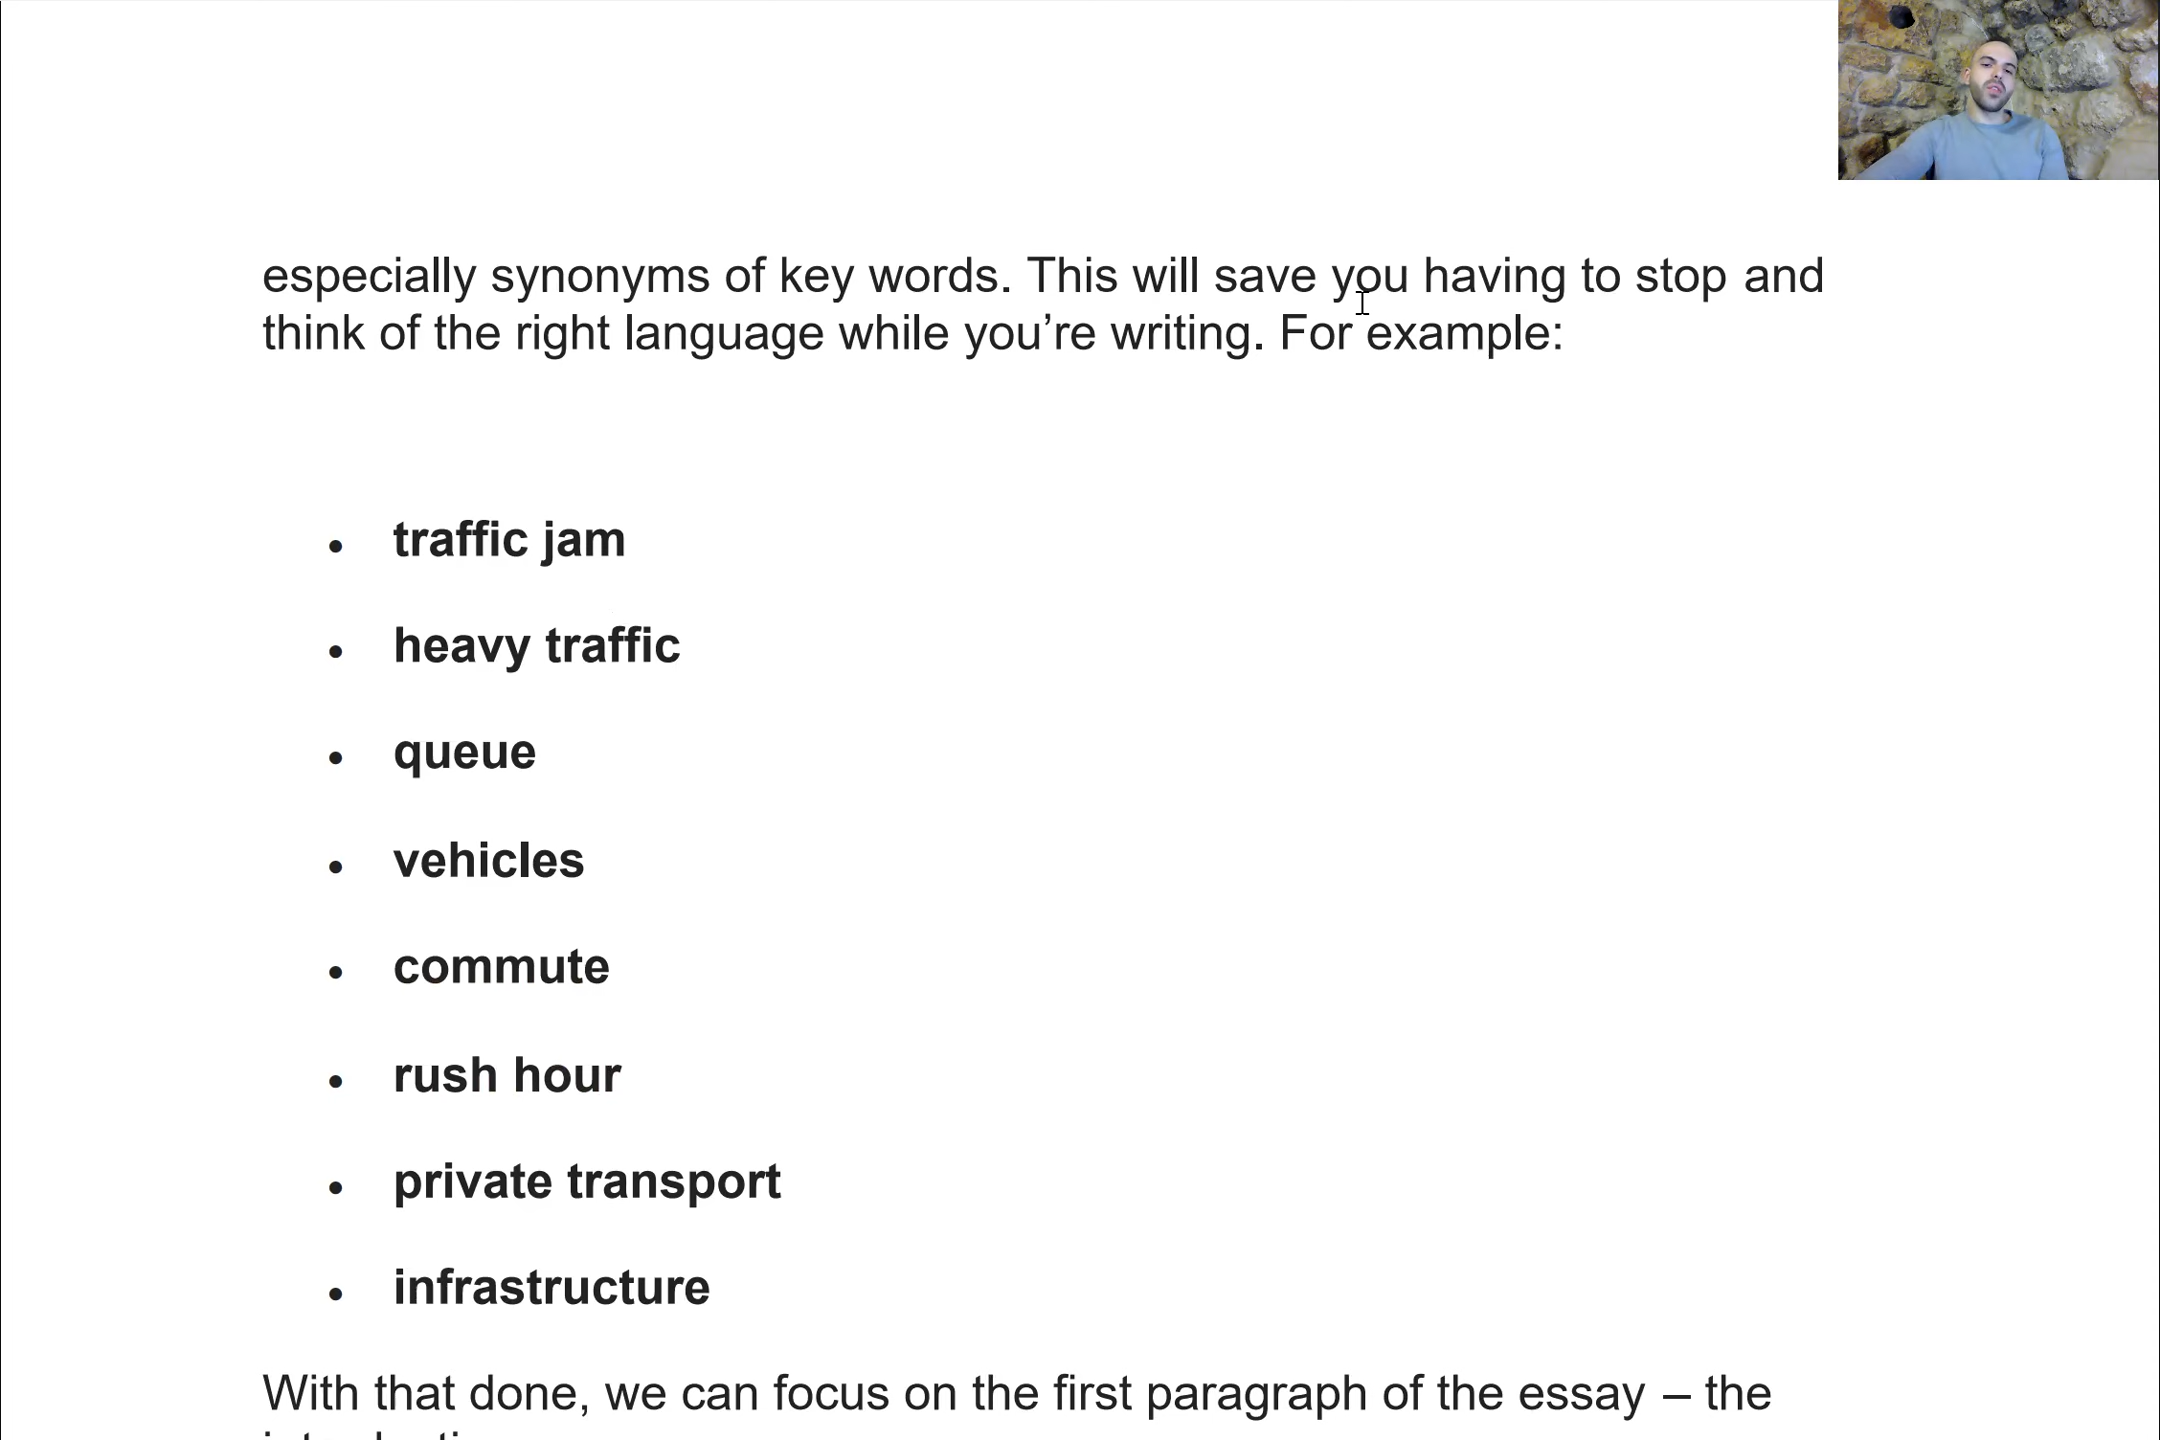 especially synonyms of key words. This will save you having to stop and
think of the right language while you’re writing. For example:
• traffic jam
• heavy traffic
• queue
• vehicles
• commute
• rush hour
• private transport
• infrastructure
With that done, we can focus on the first paragraph of the essay – the